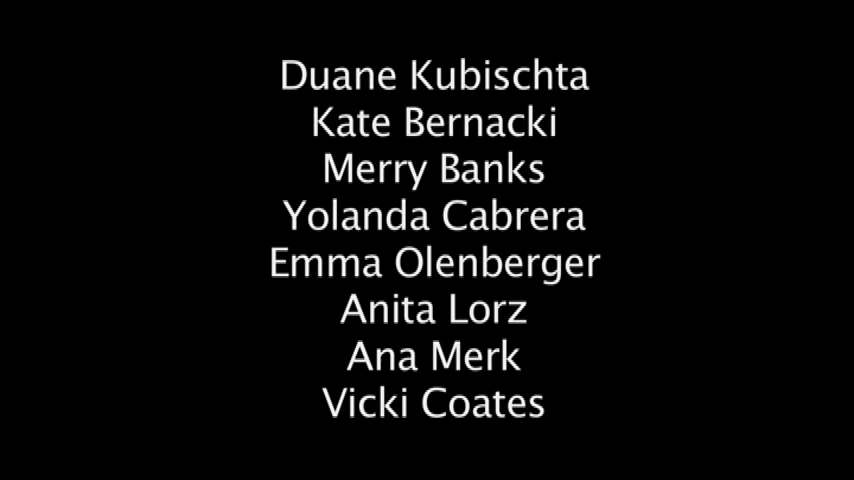 Duane Kubischta
Kate Bernacki
Merry Banks
Yolanda Cabrera
Emma Olenberger
Anita Lorz
Ana Merk
Vicki Coates